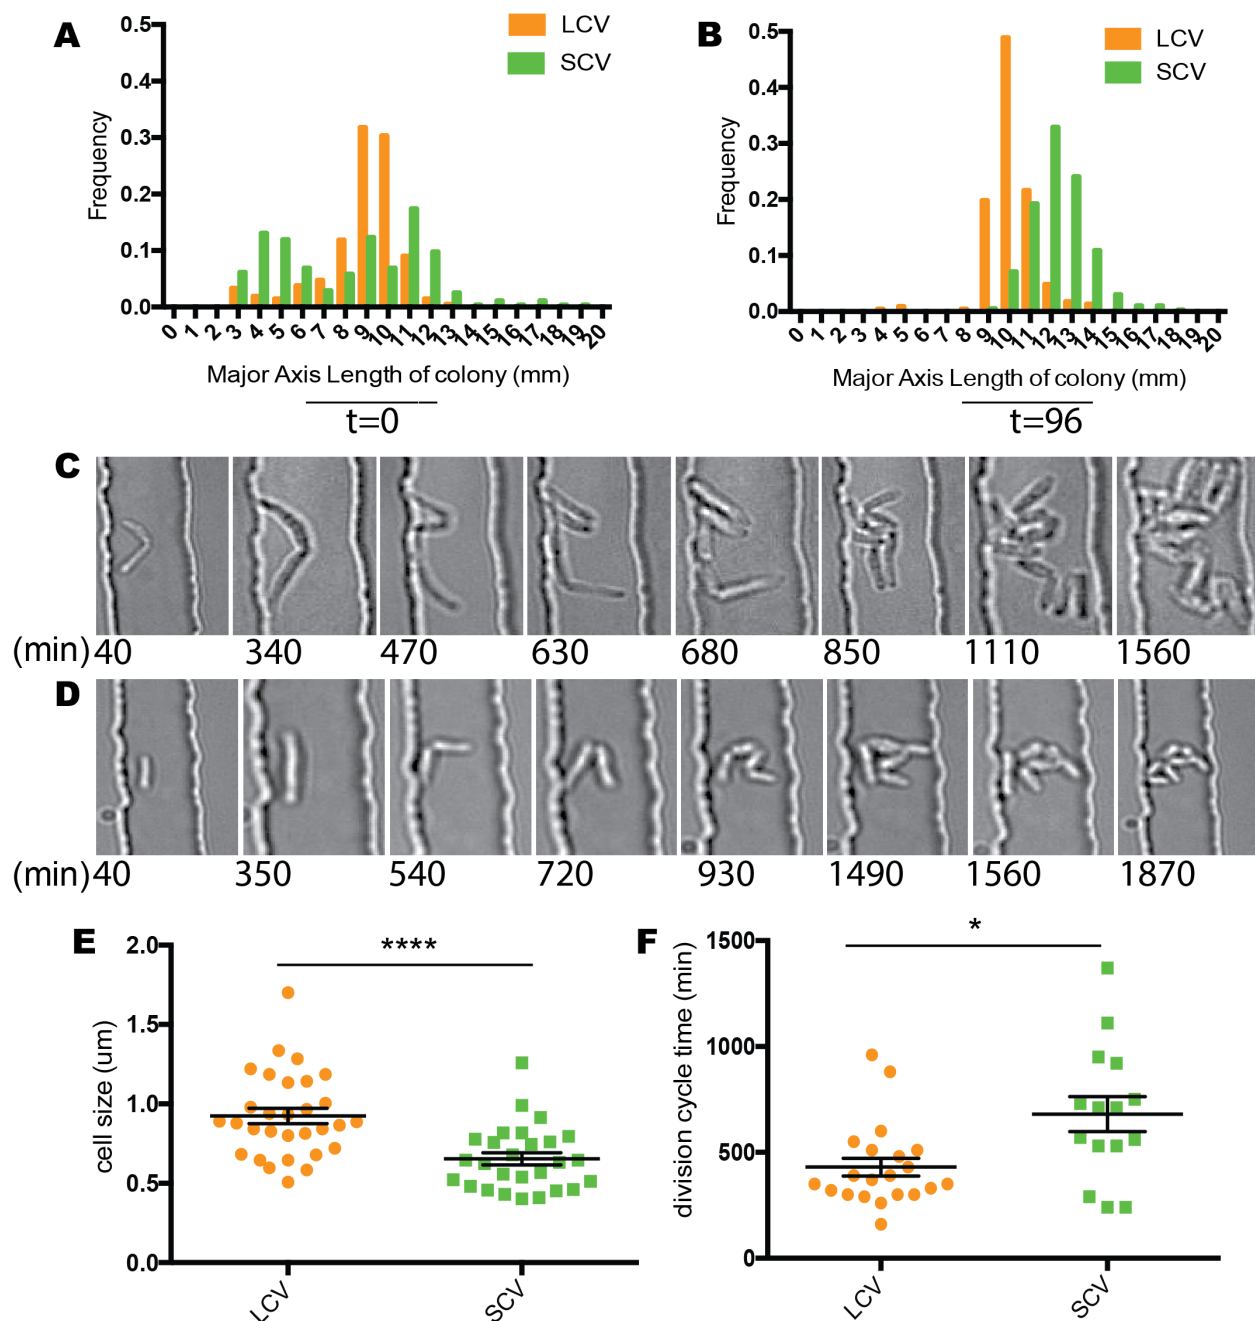 A
LCV
SCV
Frequency
0.5
0.4
0.3
0.2
0.1
0.0
0 1 2 3 4 5 6 7 8 9 10 11 12 13 14 15 16 17 18 19 20
Major Axis Length of colony (mm)
t=0
B
LCV
SCV
Frequency
0.5
0.4
0.3
0.2
0.1
0.0
0 1 2 3 4 5 6 7 8 9 10 11 12 13 14 15 16 17 18 19 20
Major Axis Length of colony (mm)
t=96
C
(min) 40 340 470 630 680 850 1110 1560
D
(min) 40 350 540 720 930 1490 1560 1870
E
****
cell size (um)
2.0
1.5
1.0
0.5
0.0
LCV SCV
F
*
division cycle time (min)
1500
1000
500
0
LCV SCV